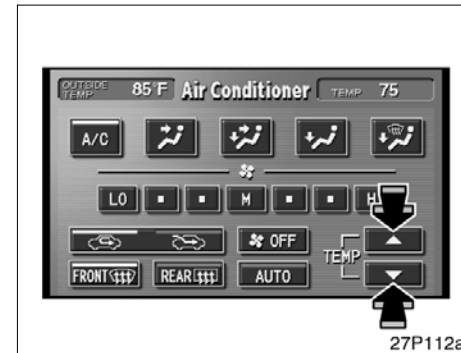 OUTSIDE TEMP 85°F Air Conditioner TEMP 75
A/C
LO M H
OFF
TEMP
FRONT REAR AUTO
27P112a